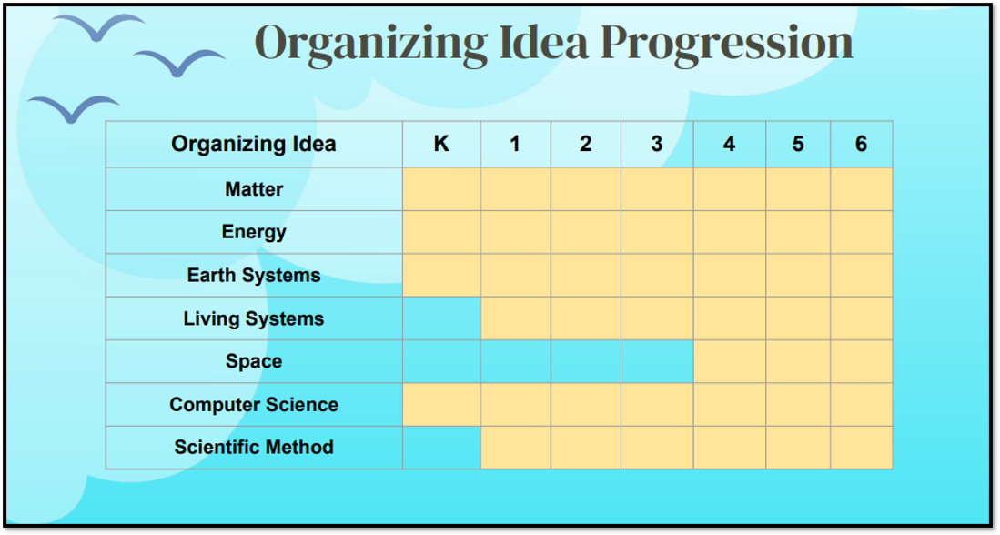 Organizing Idea Progression
Organizing Idea K 1 2 3 4 5 6
Matter
Energy
Earth Systems
Living Systems
Space
Computer Science
Scientific Method